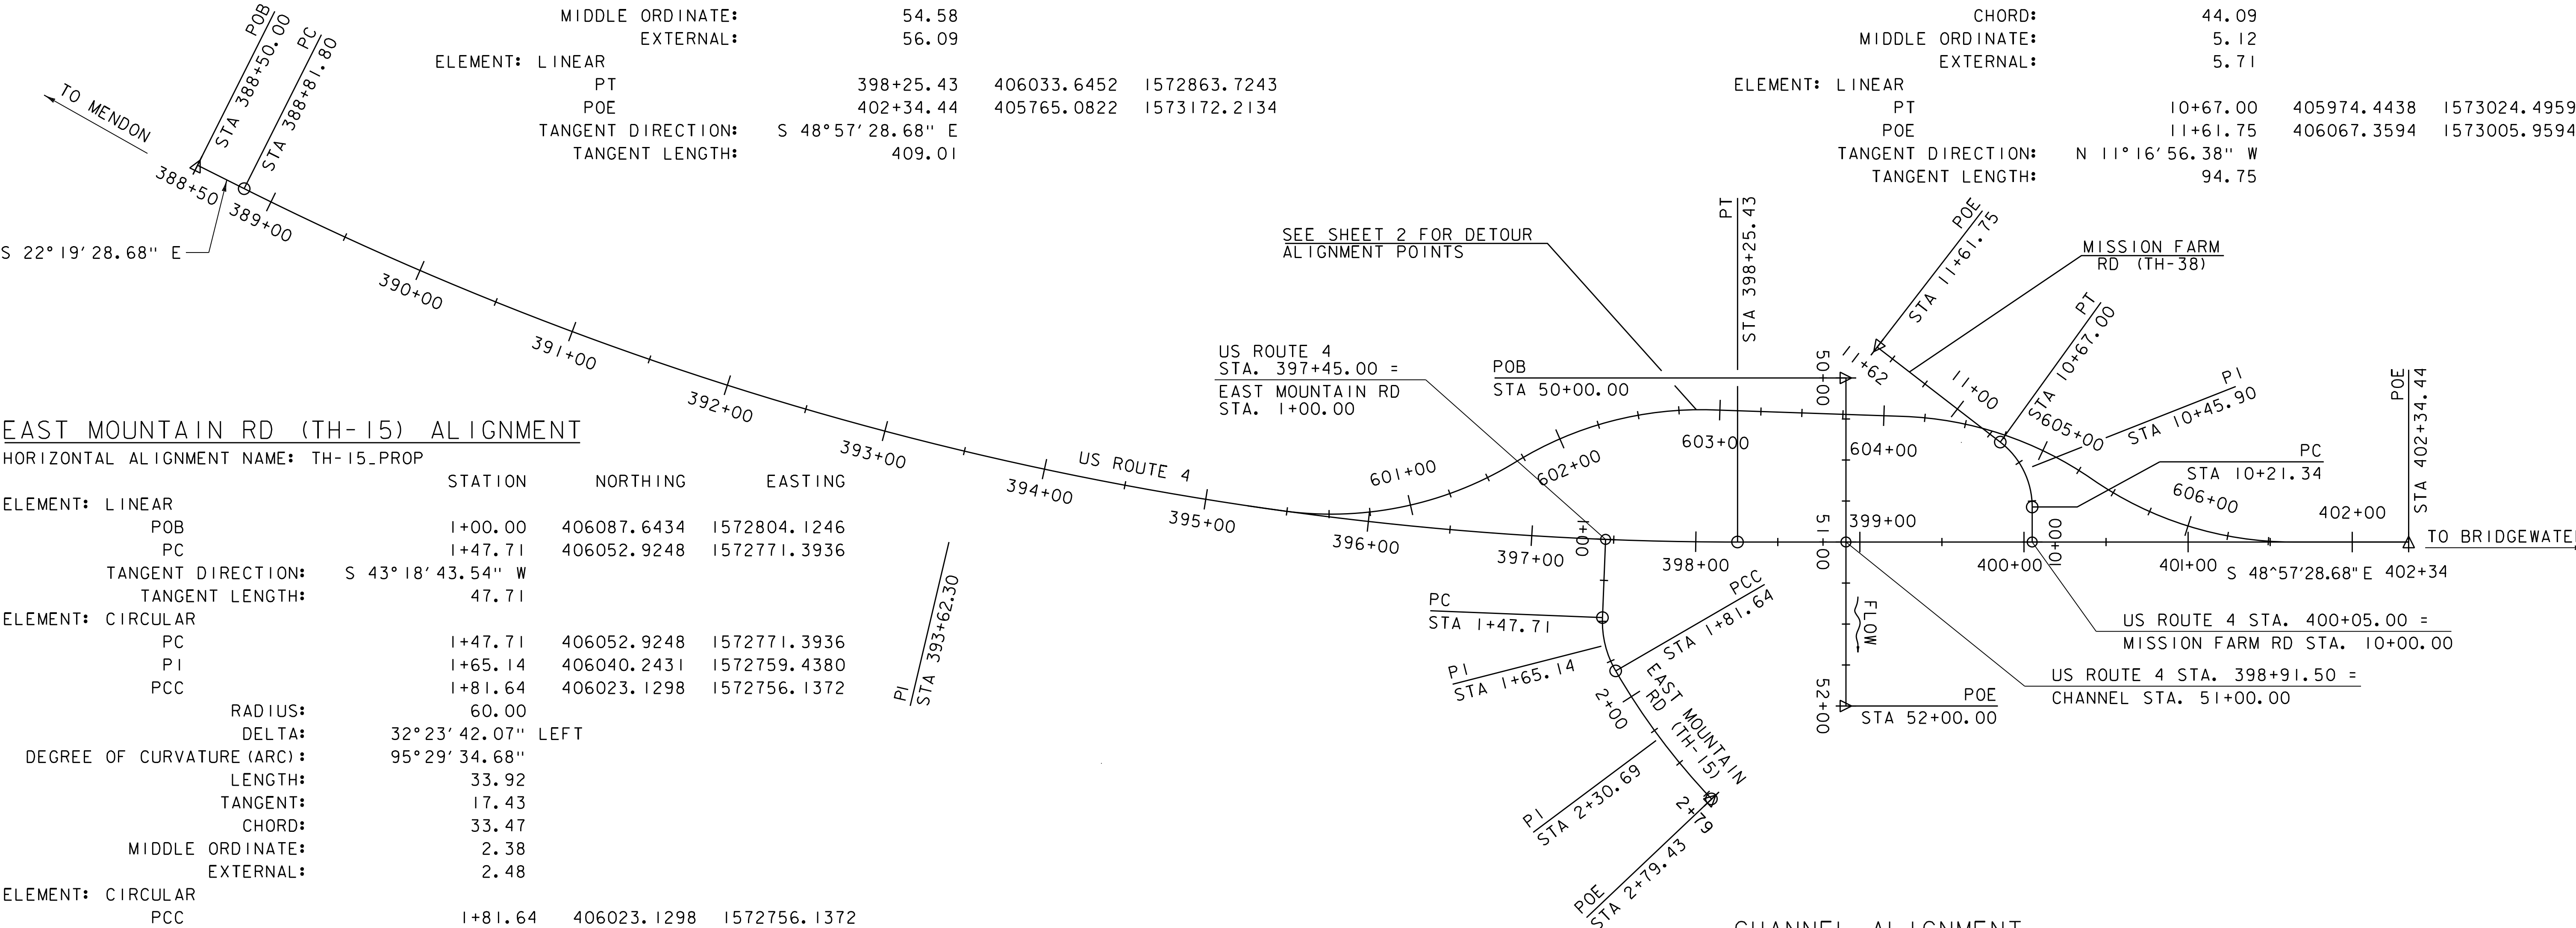 MIDDLE ORDINATE: 54.58
EXTERNAL: 56.09
ELEMENT: LINEAR
PT 398+25.43 406033.6452 1572863.7243
POE 402+34.44 405765.0822 1573172.2134
TANGENT DIRECTION: S 48°57'28.68" E
TANGENT LENGTH: 409.01
CHORD: 44.09
MIDDLE ORDINATE: 5.12
EXTERNAL: 5.71
ELEMENT: LINEAR
PT 10+67.00 405974.4438 1573024.4959
POE 11+61.75 406067.3594 1573005.9594
TANGENT DIRECTION: N 11°16'56.38" W
TANGENT LENGTH: 94.75
POB
STA 388+50.00
PC
STA 388+81.80
TO MENDON
388+50
389+00
S 22°19'28.68" E
390+00
391+00
392+00
393+00
394+00
US ROUTE 4
395+00
396+00
397+00
398+00
399+00
400+00
401+00
402+00
402+34
S 48^57'28.68"E
SEE SHEET 2 FOR DETOUR
ALIGNMENT POINTS
PT
STA 398+25.43
POE
STA 11+61.75
MISSION FARM
RD (TH-38)
PT
STA 10+67.00
PI
STA 10+45.90
PC
STA 10+21.34
POE
STA 402+34.44
TO BRIDGEWATE
US ROUTE 4
STA. 397+45.00 =
EAST MOUNTAIN RD
STA. 1+00.00
POB
STA 50+00.00
50+00
11+62
11+00
10+00
601+00
602+00
603+00
604+00
605+00
606+00
51+00
52+00
FLOW
1+00
US ROUTE 4 STA. 400+05.00 =
MISSION FARM RD STA. 10+00.00
US ROUTE 4 STA. 398+91.50 =
CHANNEL STA. 51+00.00
POE
STA 52+00.00
PC
STA 1+47.71
PCC
STA 1+81.64
PI
STA 1+65.14
EAST MOUNTAIN
RD (TH-15)
2+00
PI
STA 2+30.69
2+79
POE
STA 2+79.43
PI
STA 393+62.30
EAST MOUNTAIN RD (TH-15) ALIGNMENT
HORIZONTAL ALIGNMENT NAME: TH-15_PROP
STATION NORTHING EASTING
ELEMENT: LINEAR
POB 1+00.00 406087.6434 1572804.1246
PC 1+47.71 406052.9248 1572771.3936
TANGENT DIRECTION: S 43°18'43.54" W
TANGENT LENGTH: 47.71
ELEMENT: CIRCULAR
PC 1+47.71 406052.9248 1572771.3936
PI 1+65.14 406040.2431 1572759.4380
PCC 1+81.64 406023.1298 1572756.1372
RADIUS: 60.00
DELTA: 32°23'42.07" LEFT
DEGREE OF CURVATURE(ARC): 95°29'34.68"
LENGTH: 33.92
TANGENT: 17.43
CHORD: 33.47
MIDDLE ORDINATE: 2.38
EXTERNAL: 2.48
ELEMENT: CIRCULAR
PCC 1+81.64 406023.1298 1572756.1372
CHANNEL ALIGNMENT